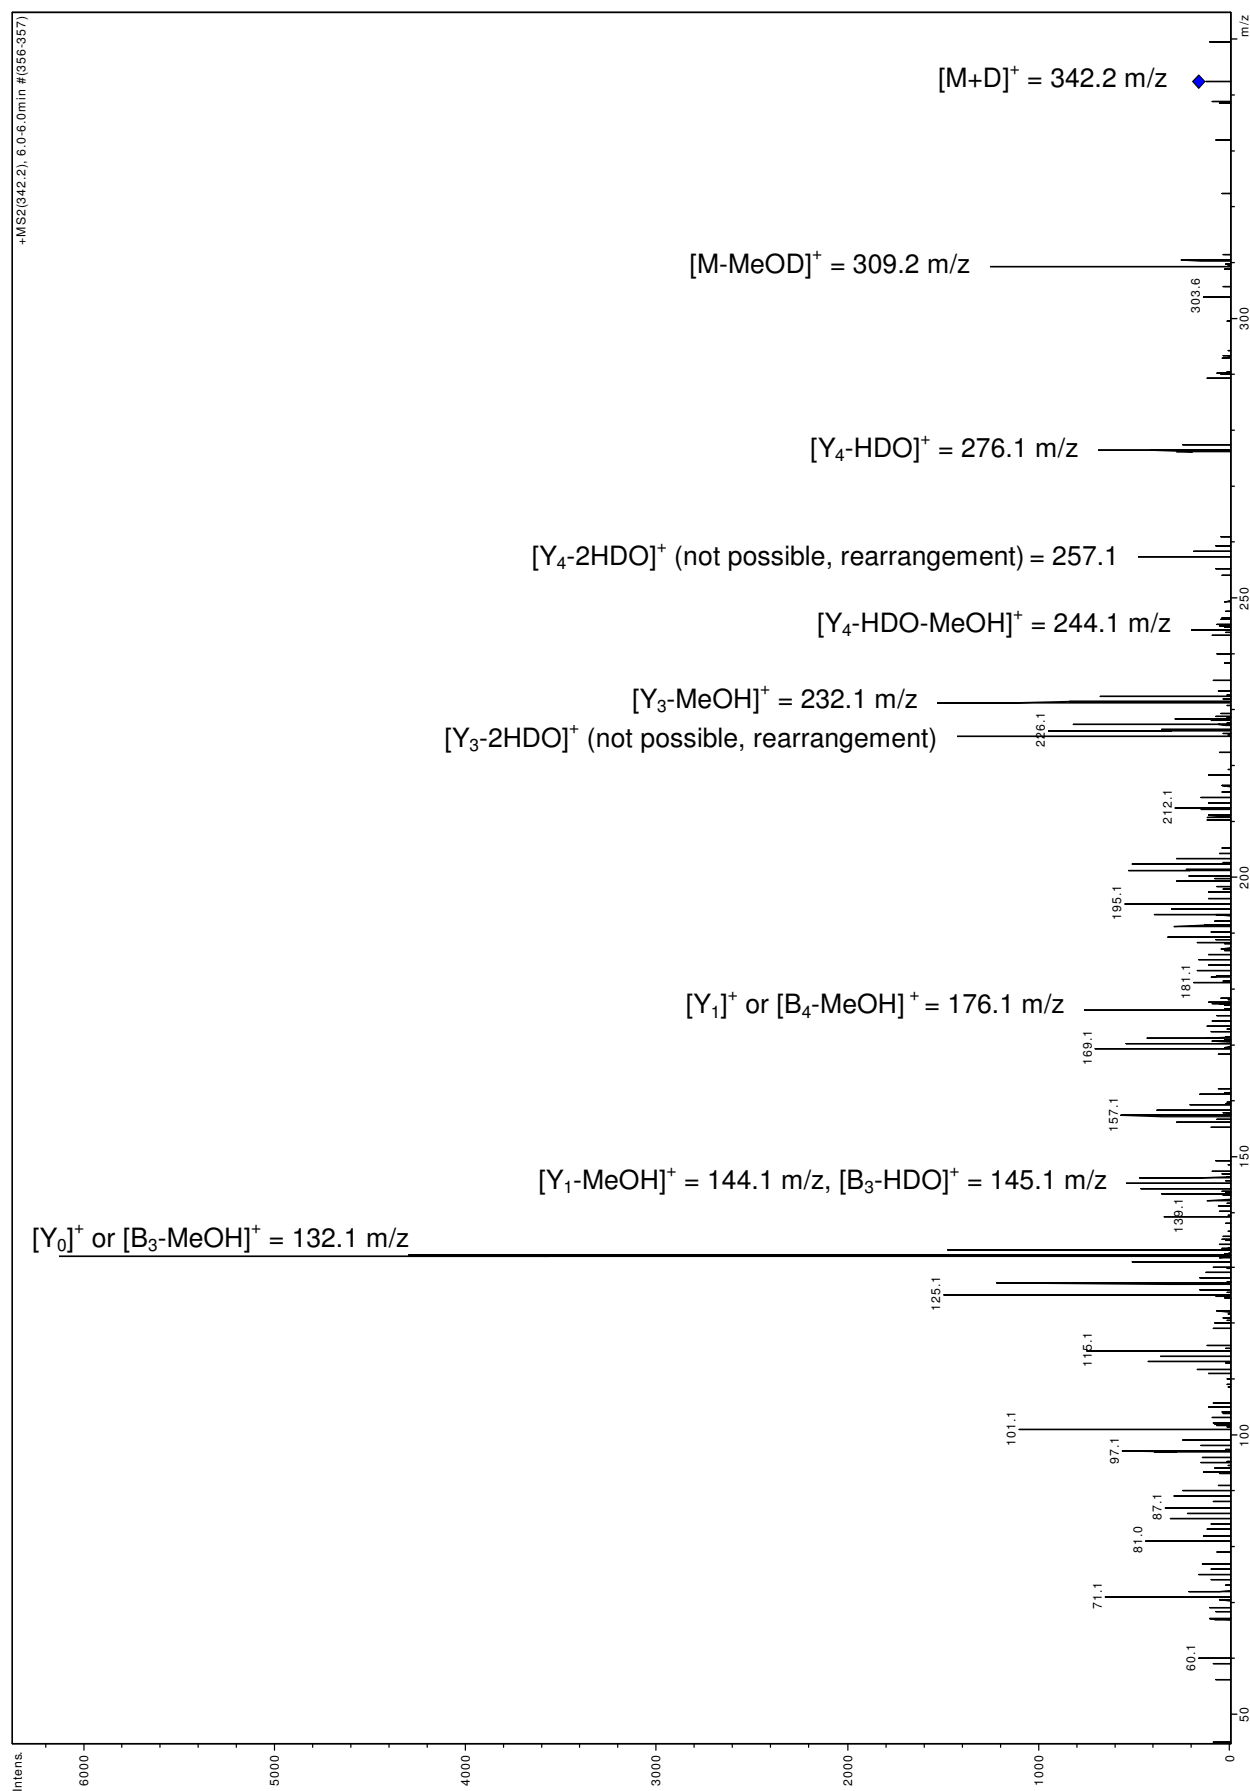 +MS2(342.2), 6.0-6.0min #(356-357)
m/z
[M+D]+ = 342.2 m/z
[M-MeOD]+ = 309.2 m/z
303.6
300
[Y4-HDO]+ = 276.1 m/z
[Y4-2HDO]+ (not possible, rearrangement) = 257.1
250
[Y4-HDO-MeOH]+ = 244.1 m/z
[Y3-MeOH]+ = 232.1 m/z
226.1
[Y3-2HDO]+ (not possible, rearrangement)
212.1
200
195.1
181.1
[Y1]+ or [B4-MeOH] + = 176.1 m/z
169.1
157.1
150
[Y1-MeOH]+ = 144.1 m/z, [B3-HDO]+ = 145.1 m/z
139.1
[Y0]+ or [B3-MeOH]+ = 132.1 m/z
125.1
115.1
101.1
100
97.1
87.1
81.0
71.1
60.1
50
Intens.
6000
5000
4000
3000
2000
1000
0